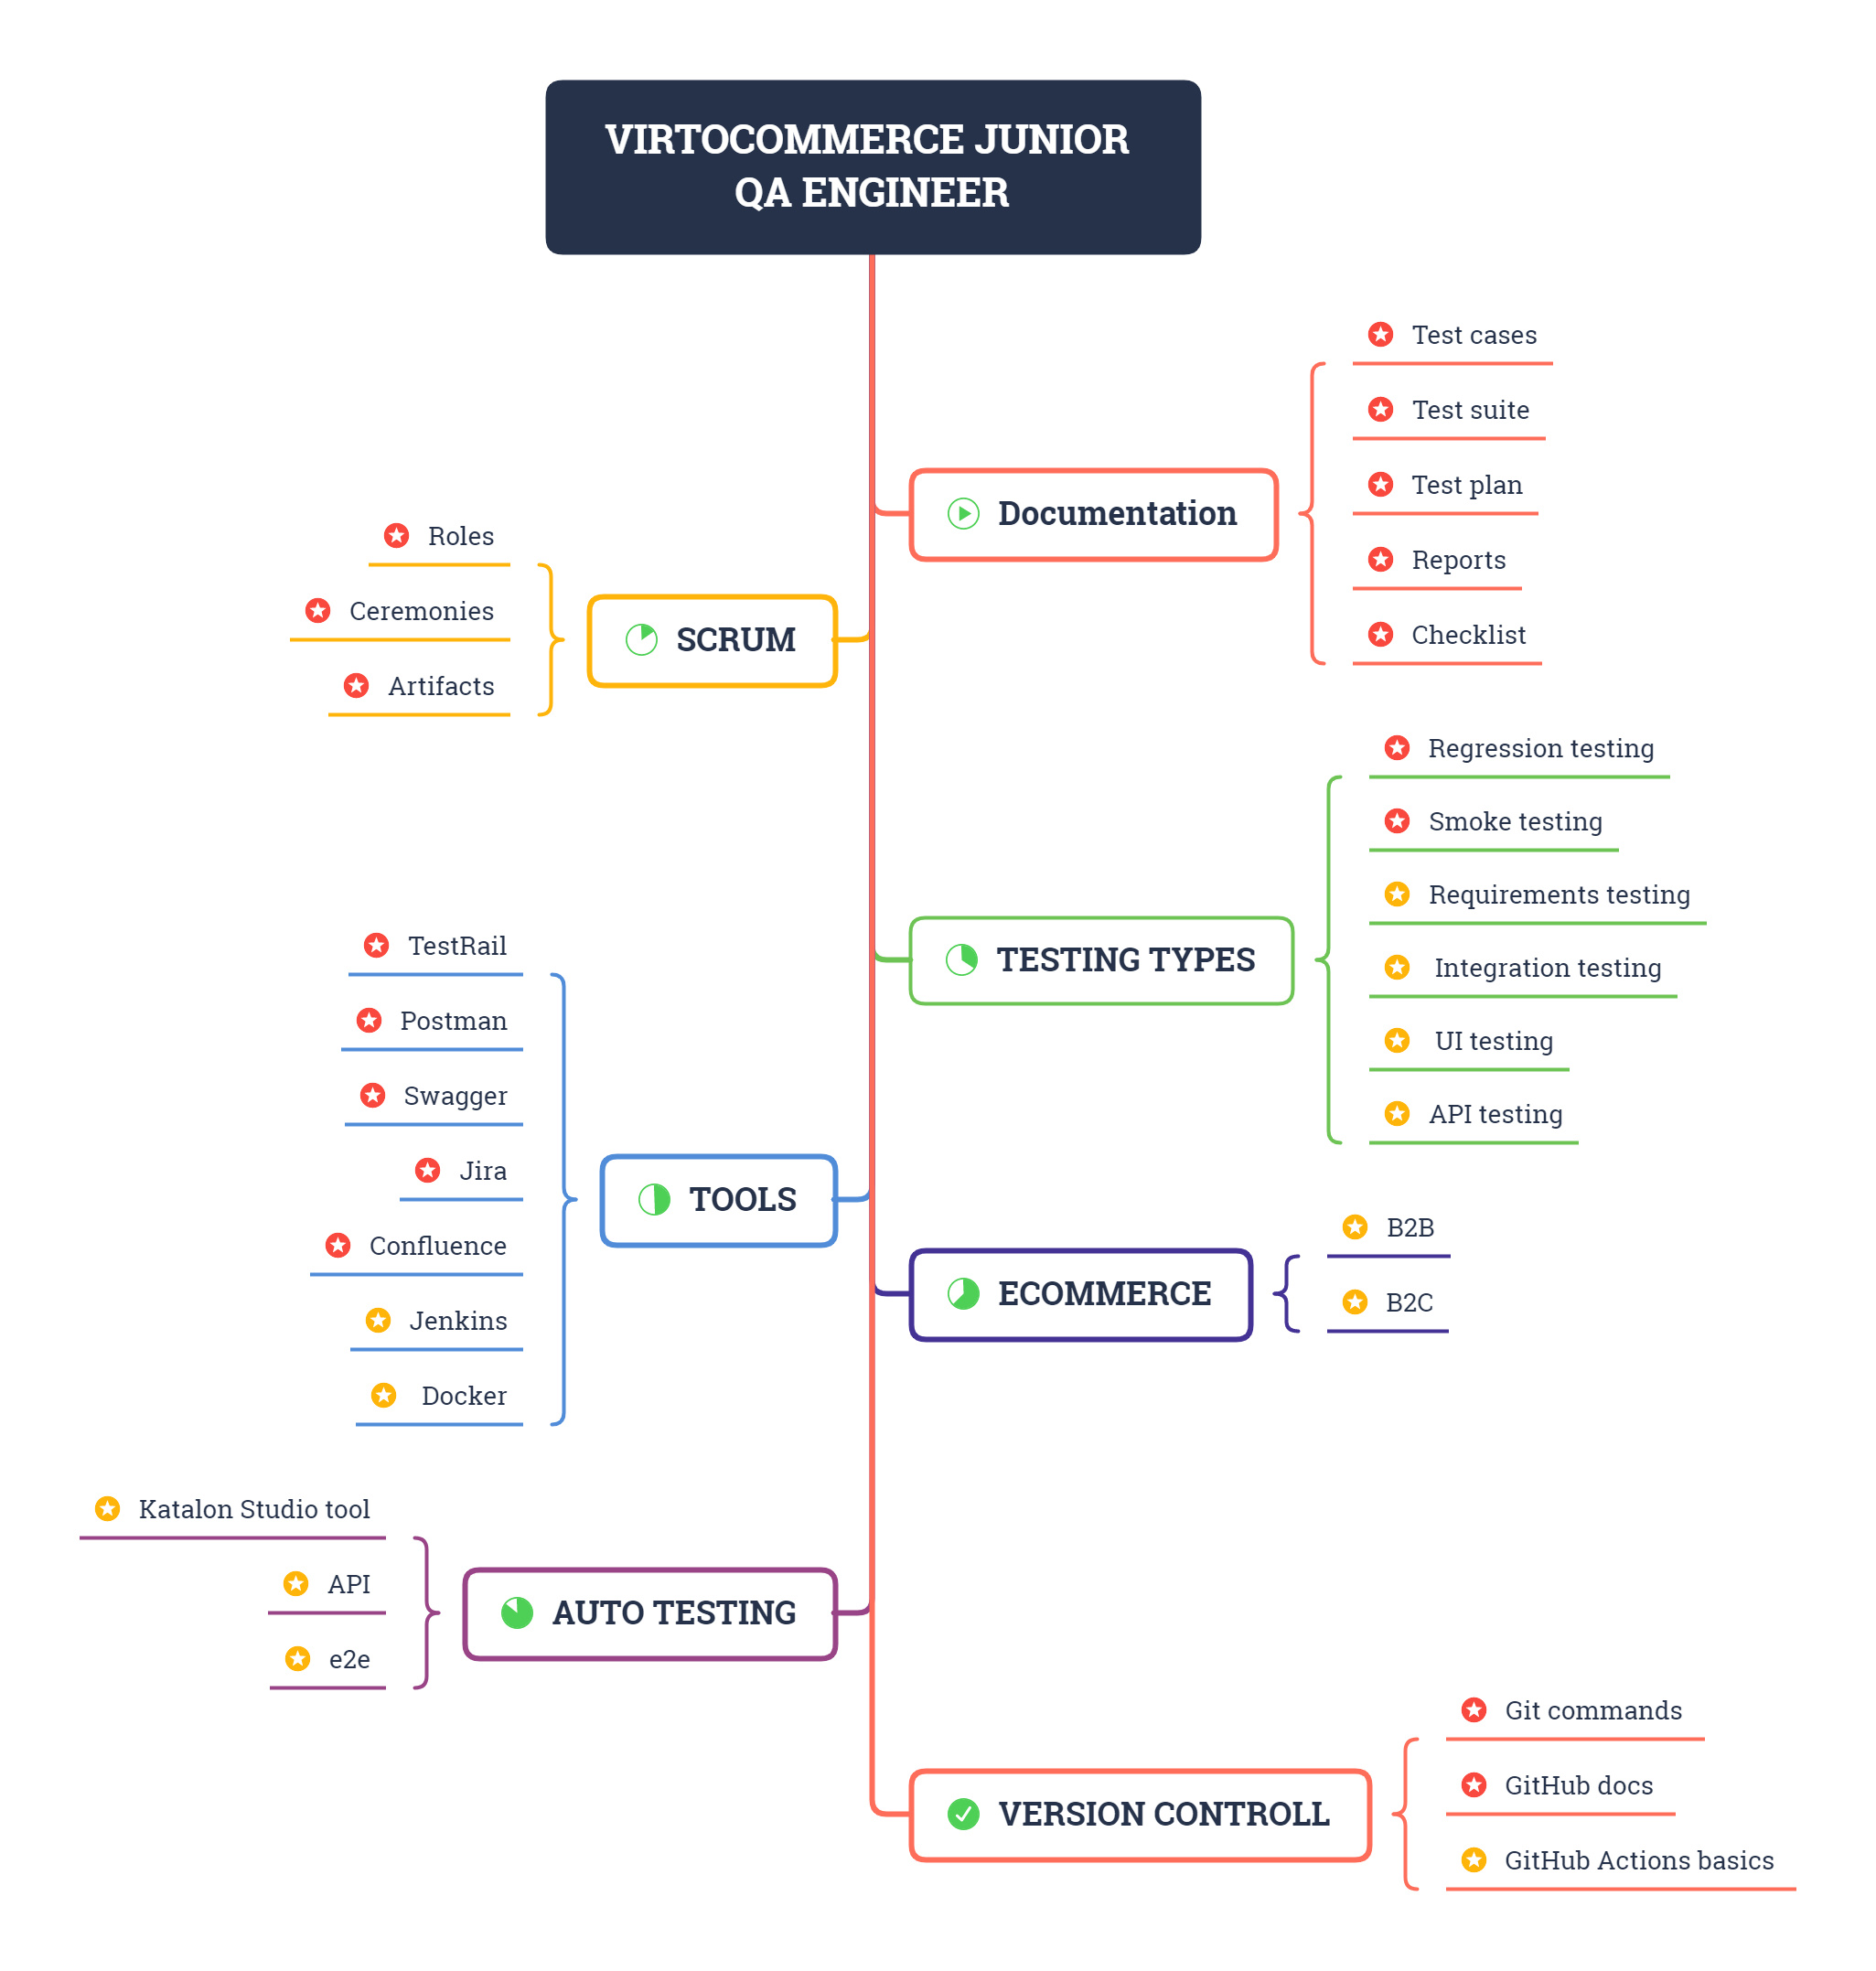 VIRTOCOMMERCE JUNIOR
QA ENGINEER
Documentation
Test cases
Test suite
Test plan
Reports
Checklist
SCRUM
Roles
Ceremonies
Artifacts
TESTING TYPES
Regression testing
Smoke testing
Requirements testing
Integration testing
UI testing
API testing
TOOLS
TestRail
Postman
Swagger
Jira
Confluence
Jenkins
Docker
ECOMMERCE
B2B
B2C
AUTO TESTING
Katalon Studio tool
API
e2e
VERSION CONTROLL
Git commands
GitHub docs
GitHub Actions basics